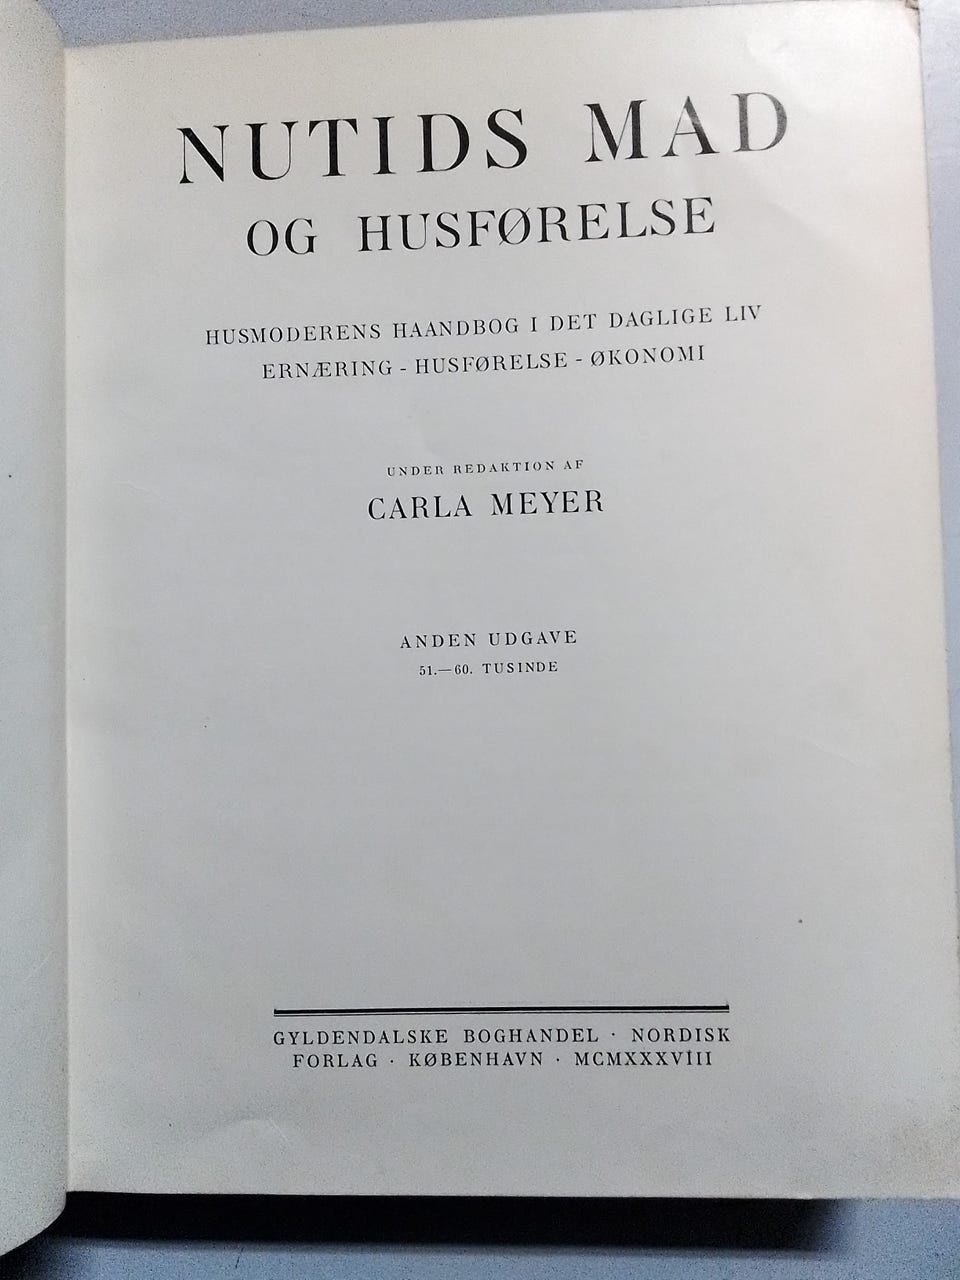 NUTIDS MAD
OG HUSFØRELSE
HUSMODERENS HAANDBOG I DET DAGLIGE LIV
ERNÆRING - HUSFØRELSE - ØKONOMI
UNDER REDAKTION AF
CARLA MEYER
ANDEN UDGAVE
51.—60. TUSINDE
GYLDENDALSKE BOGHANDEL · NORDISK
FORLAG · KØBENHAVN · MCMXXXVIII